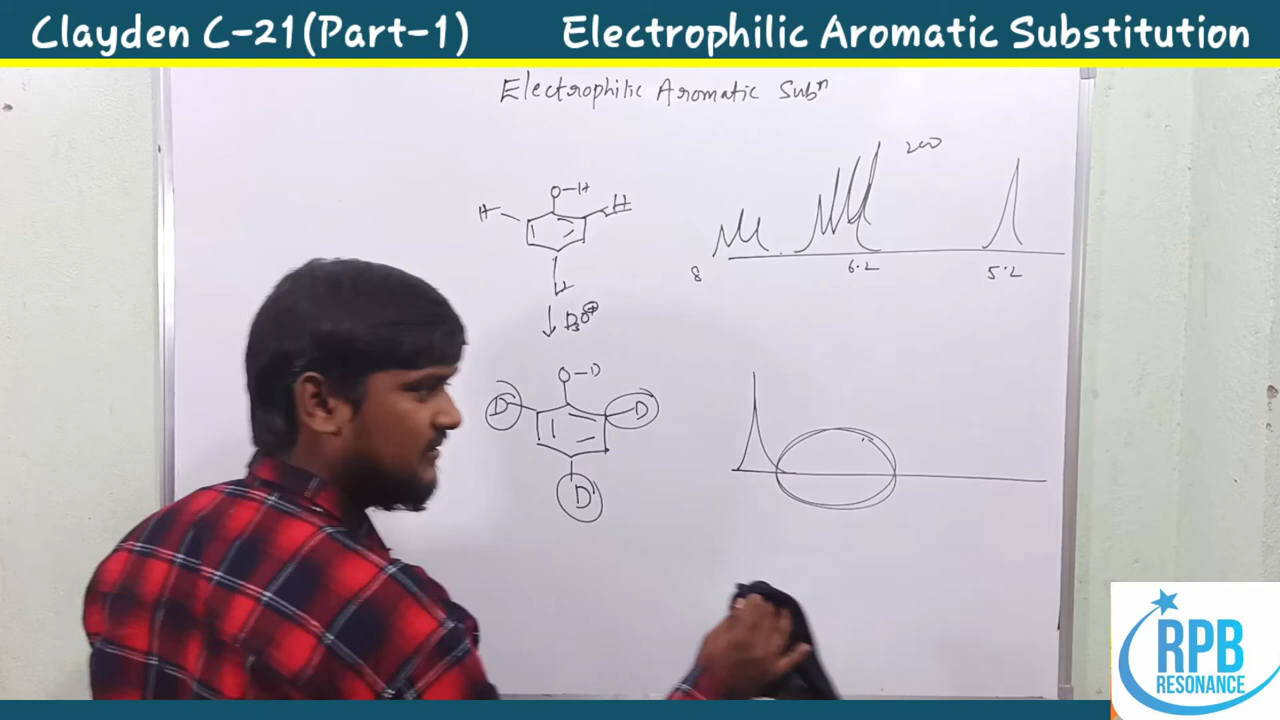 Clayden C-21(Part-1) Electrophilic Aromatic Substitution
Electrophilic Aromatic Subⁿ
200
O-H
H H
H
8 6.2 5.2
D₃O⊕
O-D
D D
D
RPB
RESONANCE